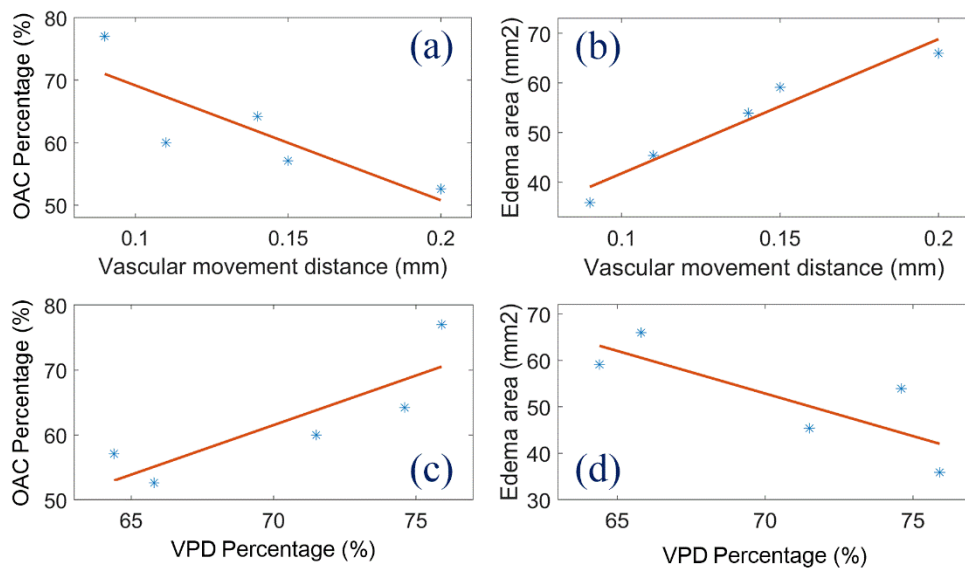 80
70
60
50
OAC Percentage (%)
(a)
0.1 0.15 0.2
Vascular movement distance (mm)
60
40
Edema area (mm2)
(b)
0.1 0.15 0.2
Vascular movement distance (mm)
80
70
60
50
OAC Percentage (%)
(c)
65 70 75
VPD Percentage (%)
70
60
50
40
30
Edema area (mm2)
(d)
65 70 75
VPD Percentage (%)